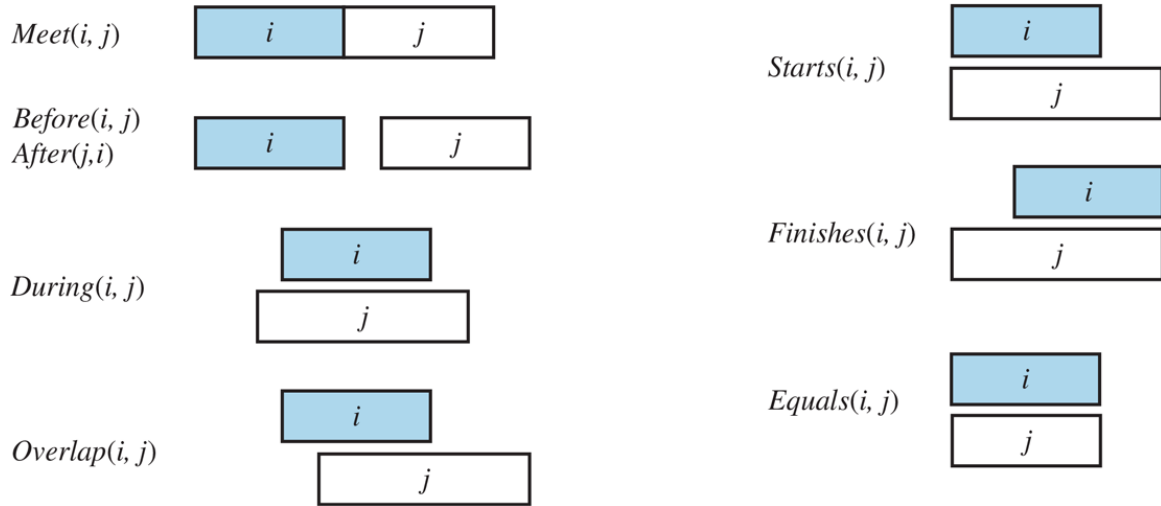 Meet(i, j)
i
j
Before(i, j)
After(j,i)
i
j
During(i, j)
i
j
Overlap(i, j)
i
j
Starts(i, j)
i
j
Finishes(i, j)
i
j
Equals(i, j)
i
j